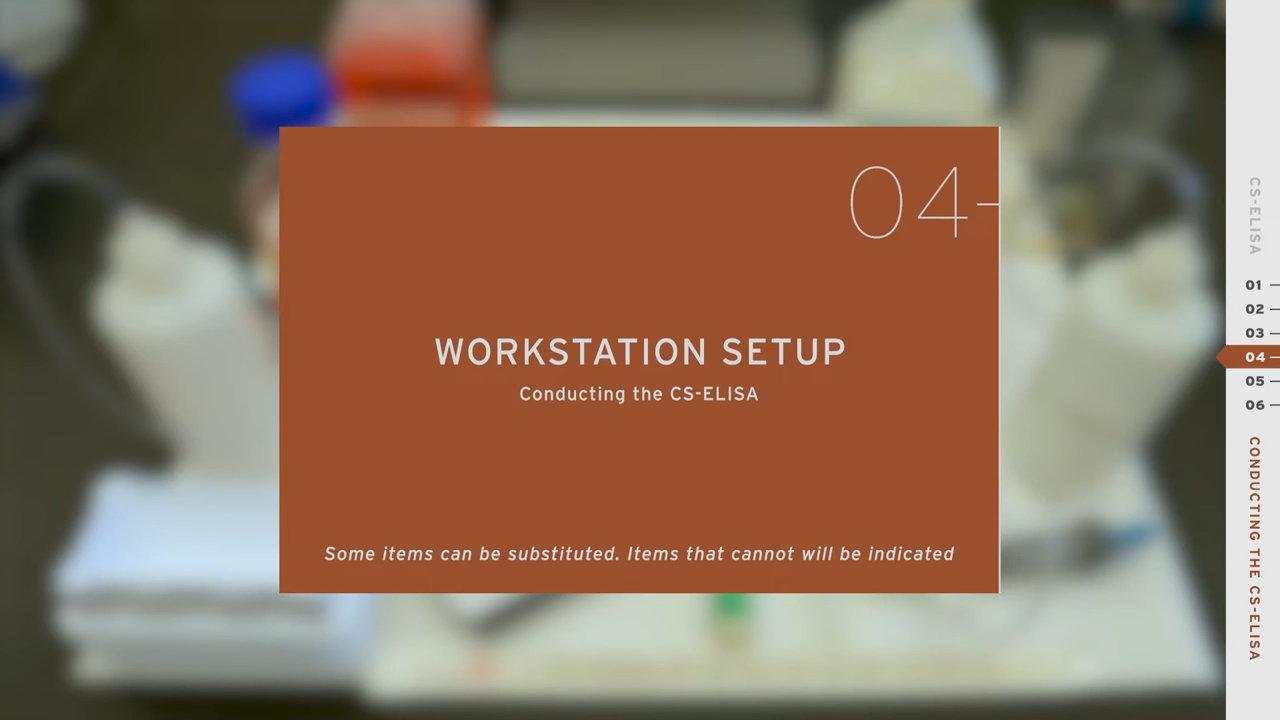 04-
WORKSTATION SETUP
Conducting the CS-ELISA
Some items can be substituted. Items that cannot will be indicated
CS-ELISA
01 -
02 -
03 -
04 -
05 -
06 -
CONDUCTING THE CS-ELISA